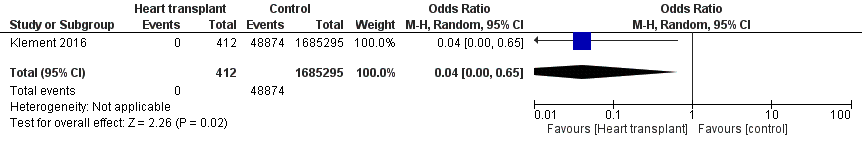 Heart transplant Control Odds Ratio Odds Ratio
Study or Subgroup Events Total Events Total Weight M-H, Random, 95% CI M-H, Random, 95% CI
Klement 2016 0 412 48874 1685295 100.0% 0.04 [0.00, 0.65]
Total (95% CI) 412 1685295 100.0% 0.04 [0.00, 0.65]
Total events 0 48874
Heterogeneity: Not applicable
Test for overall effect: Z = 2.26 (P = 0.02)
0.01 0.1 1 10 100
Favours [Heart transplant] Favours [control]